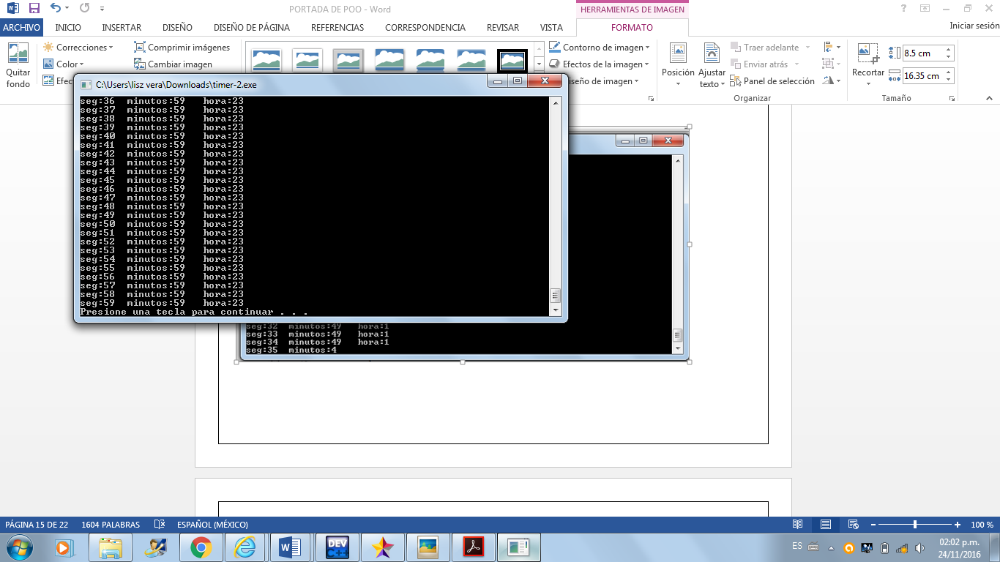 PORTADA DE POO - Word
HERRAMIENTAS DE IMAGEN
ARCHIVO INICIO INSERTAR DISEÑO DISEÑO DE PÁGINA REFERENCIAS CORRESPONDENCIA REVISAR VISTA FORMATO Iniciar sesión
Quitar fondo
Correcciones
Color
Efec
Comprimir imágenes
Cambiar imagen
Contorno de imagen
Efectos de la imagen
iseño de imagen
Posición
Ajustar texto
Traer adelante
Enviar atrás
Panel de selección
Organizar
Recortar
8.5 cm
16.35 cm
Tamaño
C:\Users\lisz vera\Downloads\timer-2.exe
seg:36 minutos:59 hora:23
seg:37 minutos:59 hora:23
seg:38 minutos:59 hora:23
seg:39 minutos:59 hora:23
seg:40 minutos:59 hora:23
seg:41 minutos:59 hora:23
seg:42 minutos:59 hora:23
seg:43 minutos:59 hora:23
seg:44 minutos:59 hora:23
seg:45 minutos:59 hora:23
seg:46 minutos:59 hora:23
seg:47 minutos:59 hora:23
seg:48 minutos:59 hora:23
seg:49 minutos:59 hora:23
seg:50 minutos:59 hora:23
seg:51 minutos:59 hora:23
seg:52 minutos:59 hora:23
seg:53 minutos:59 hora:23
seg:54 minutos:59 hora:23
seg:55 minutos:59 hora:23
seg:56 minutos:59 hora:23
seg:57 minutos:59 hora:23
seg:58 minutos:59 hora:23
seg:59 minutos:59 hora:23
Presione una tecla para continuar . . .
seg:32 minutos:49 hora:1
seg:33 minutos:49 hora:1
seg:34 minutos:49 hora:1
seg:35 minutos:4
PÁGINA 15 DE 22 1604 PALABRAS ESPAÑOL (MÉXICO) 100 %
DEV C++
ES
02:02 p.m.
24/11/2016